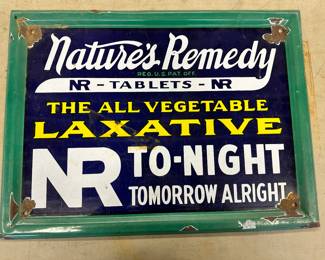 Nature's Remedy
REG. U.S. PAT. OFF.
NR - TABLETS - NR
THE ALL VEGETABLE
LAXATIVE
NR TO-NIGHT
TOMORROW ALRIGHT